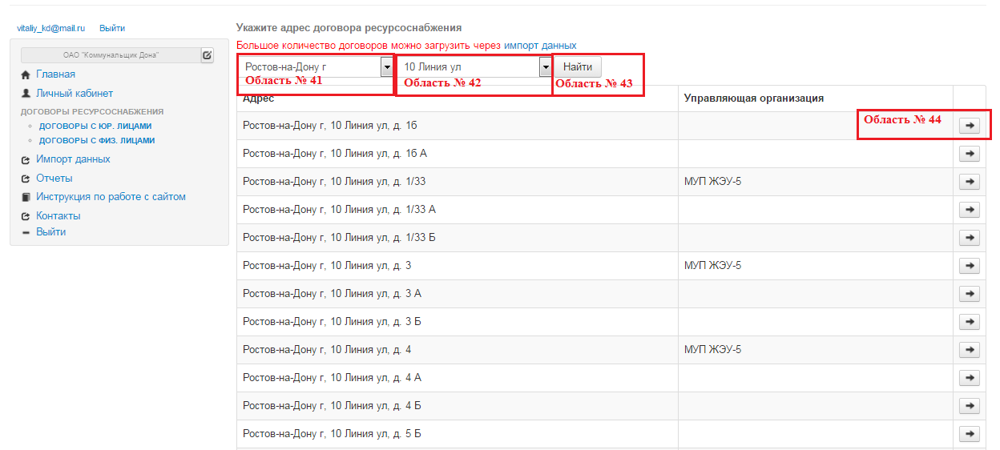 vitaliy_kd@mail.ru Выйти
ОАО "Коммунальщик Дона"
Главная
Личный кабинет
ДОГОВОРЫ РЕСУРСОСНАБЖЕНИЯ
ДОГОВОРЫ С ЮР. ЛИЦАМИ
ДОГОВОРЫ С ФИЗ. ЛИЦАМИ
Импорт данных
Отчеты
Инструкция по работе с сайтом
Контакты
Выйти
Укажите адрес договора ресурсоснабжения
Большое количество договоров можно загрузить через импорт данных
Ростов-на-Дону г 10 Линия ул Найти
Область № 41 Область № 42 Область № 43
Адрес Управляющая организация
Область № 44
Ростов-на-Дону г, 10 Линия ул, д. 1б
Ростов-на-Дону г, 10 Линия ул, д. 1б А
Ростов-на-Дону г, 10 Линия ул, д. 1/33 МУП ЖЭУ-5
Ростов-на-Дону г, 10 Линия ул, д. 1/33 А
Ростов-на-Дону г, 10 Линия ул, д. 1/33 Б
Ростов-на-Дону г, 10 Линия ул, д. 3 МУП ЖЭУ-5
Ростов-на-Дону г, 10 Линия ул, д. 3 А
Ростов-на-Дону г, 10 Линия ул, д. 3 Б
Ростов-на-Дону г, 10 Линия ул, д. 4 МУП ЖЭУ-5
Ростов-на-Дону г, 10 Линия ул, д. 4 А
Ростов-на-Дону г, 10 Линия ул, д. 4 Б
Ростов-на-Дону г, 10 Линия ул, д. 5 Б